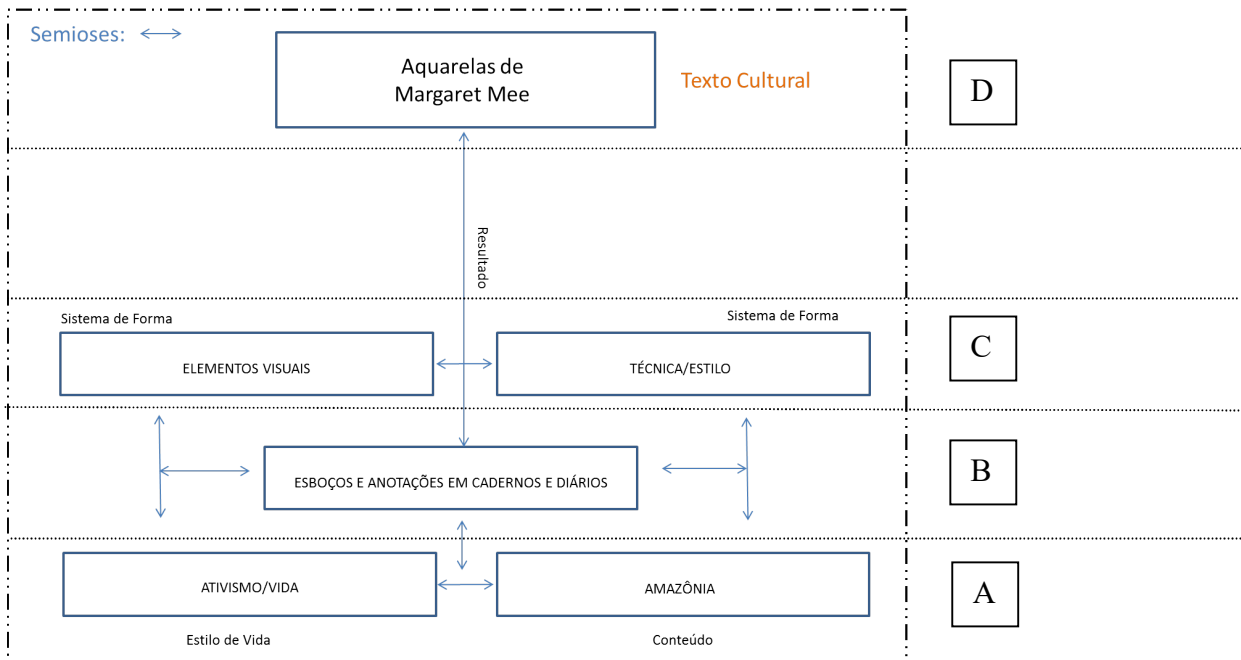 Semioses:
Aquarelas de
Margaret Mee
Texto Cultural
D
Resultado
Sistema de Forma
Sistema de Forma
ELEMENTOS VISUAIS
TÉCNICA/ESTILO
C
ESBOÇOS E ANOTAÇÕES EM CADERNOS E DIÁRIOS
B
ATIVISMO/VIDA
AMAZÔNIA
A
Estilo de Vida
Conteúdo